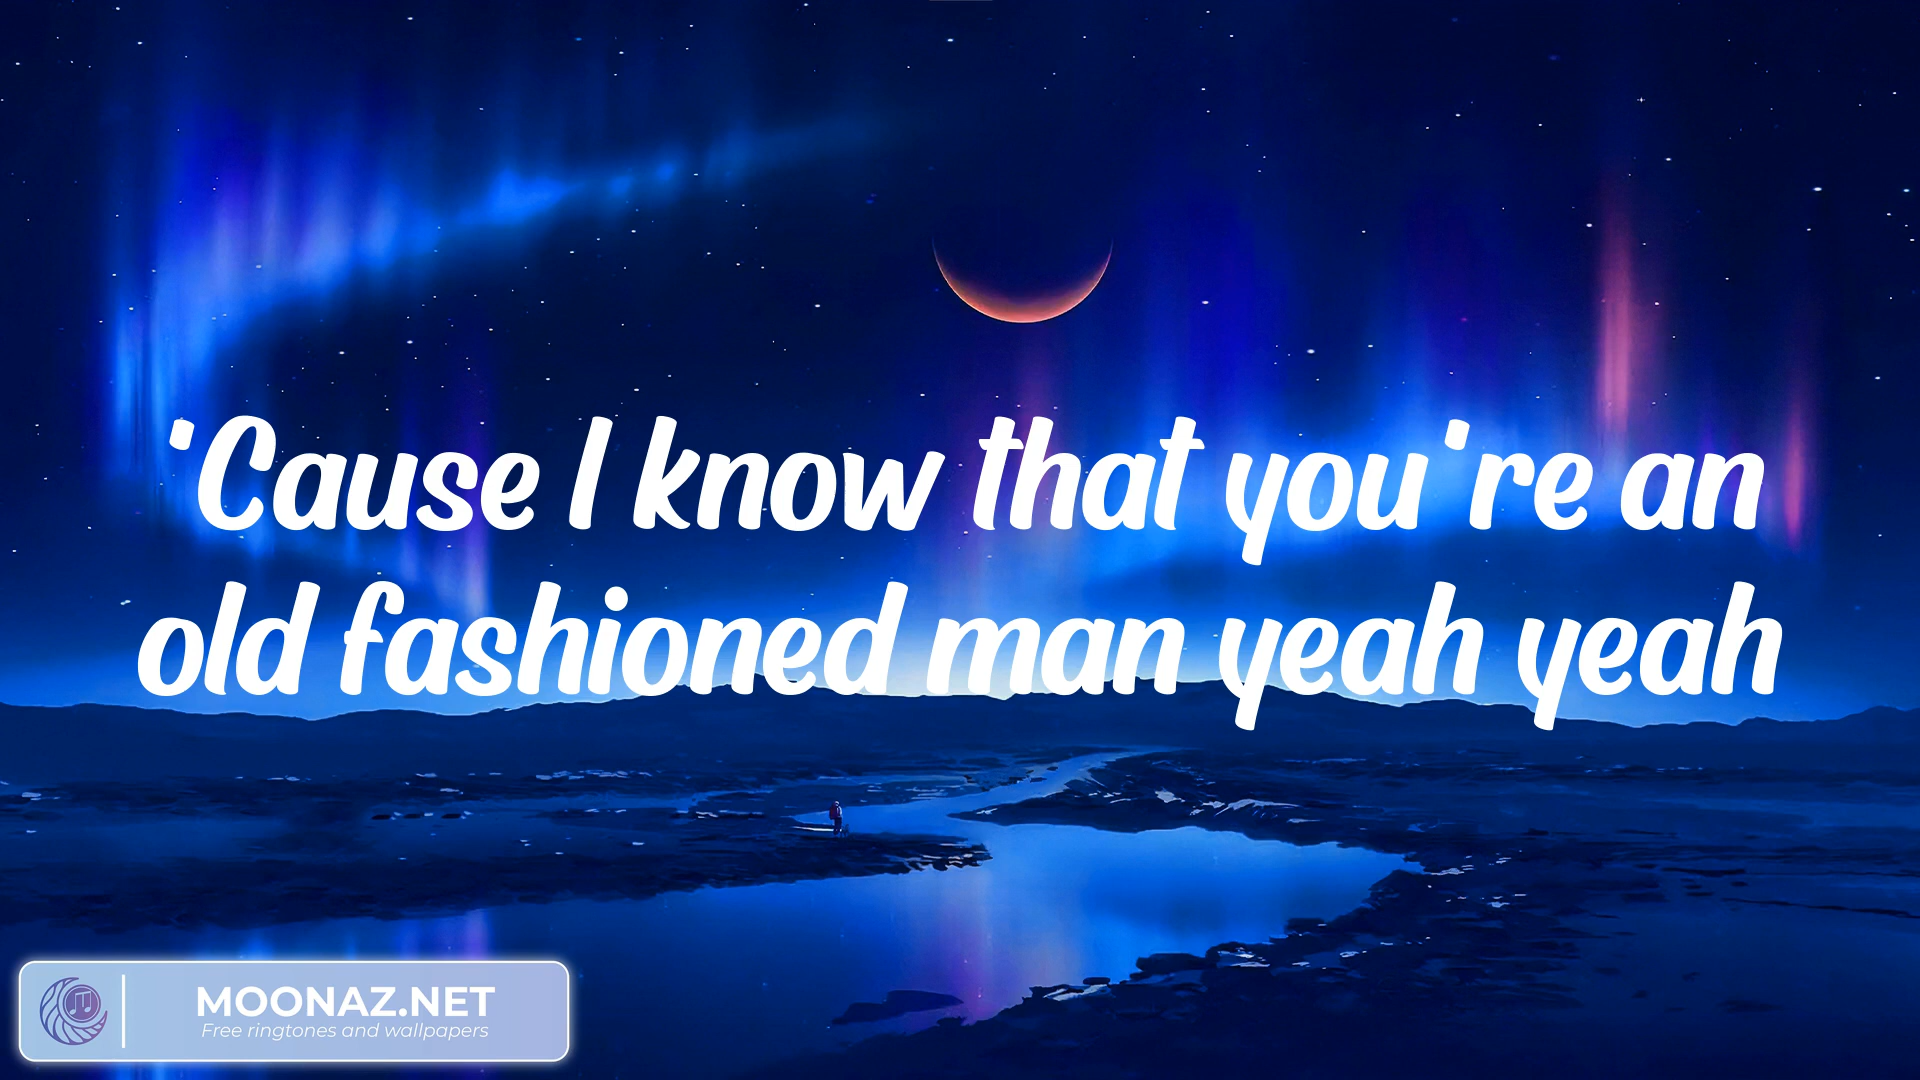 'Cause I know that you're an
old fashioned man yeah yeah
MOONAZ.NET
Free ringtones and wallpapers